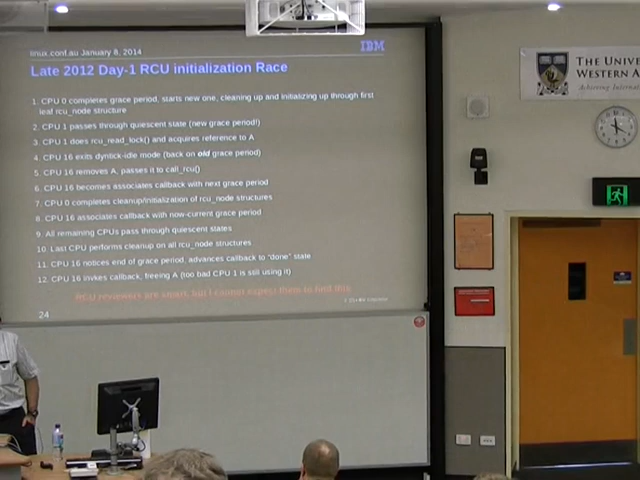 linux.conf.au January 8, 2014
IBM
Late 2012 Day-1 RCU initialization Race
1. CPU 0 completes grace period, starts new one, cleaning up and initializing up through first
leaf rcu_node structure
2. CPU 1 passes through quiescent state (new grace period!)
3. CPU 1 does rcu_read_lock() and acquires reference to A
4. CPU 16 exits dyntick-idle mode (back on old grace period)
5. CPU 16 removes A, passes it to call_rcu()
6. CPU 16 becomes associates callback with next grace period
7. CPU 0 completes cleanup/initialization of rcu_node structures
8. CPU 16 associates callback with now-current grace period
9. All remaining CPUs pass through quiescent states
10. Last CPU performs cleanup on all rcu_node structures
11. CPU 16 notices end of grace period, advances callback to "done" state
12. CPU 16 invkes callback, freeing A (too bad CPU 1 is still using it)
RCU reviewers are smart, but I cannot expect them to find this
24
THE UNIVE
WESTERN A
Achieving Internati